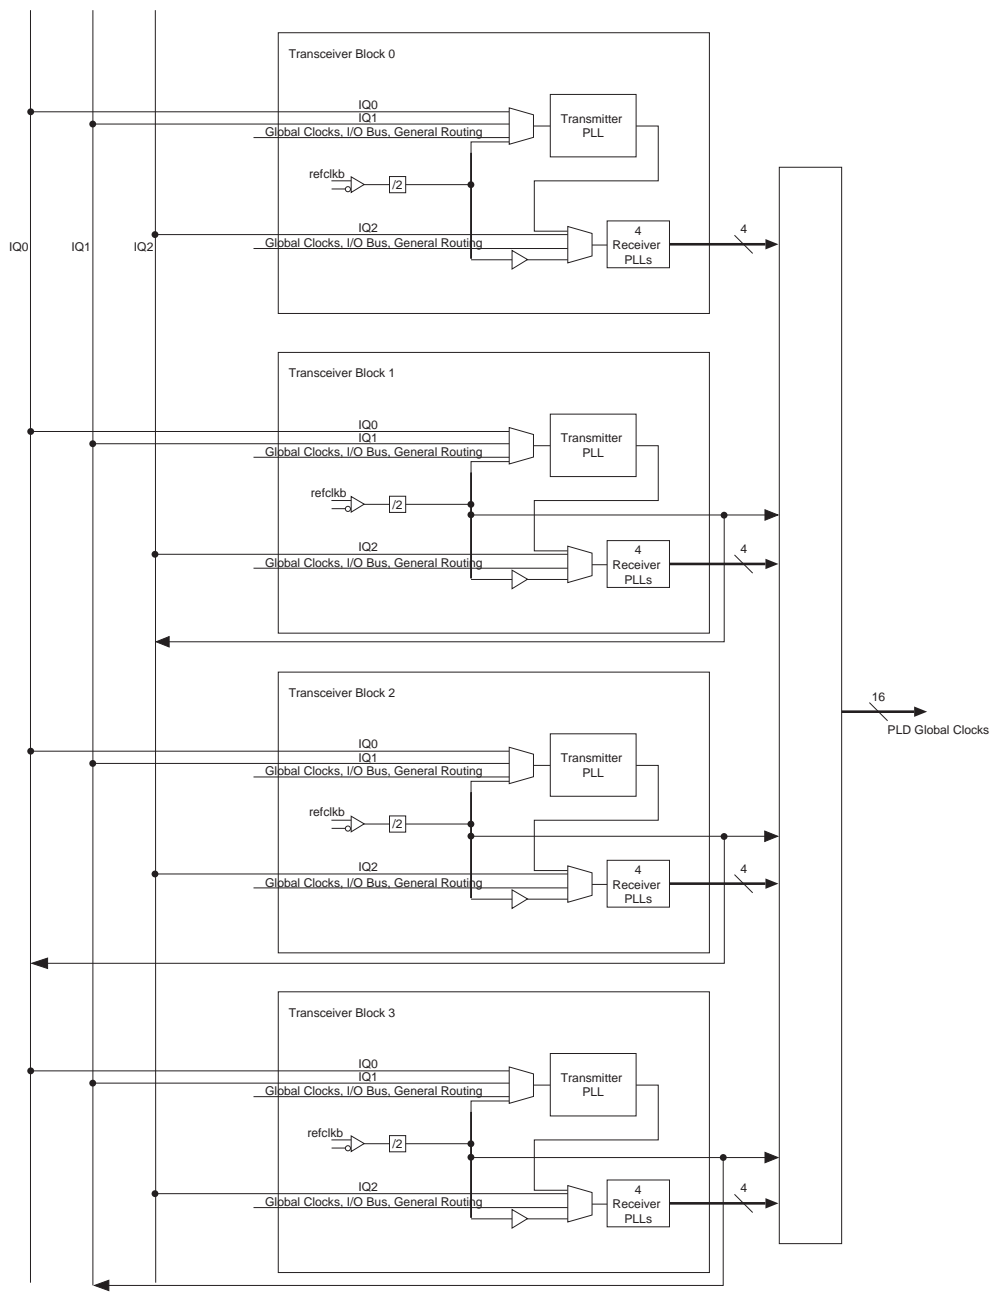 Transceiver Block 0
IQ0
IQ1
Global Clocks, I/O Bus, General Routing
Transmitter
PLL
refclkb
/2
IQ2
Global Clocks, I/O Bus, General Routing
4
Receiver
PLLs
4
IQ0
IQ1
IQ2
Transceiver Block 1
IQ0
IQ1
Global Clocks, I/O Bus, General Routing
Transmitter
PLL
refclkb
/2
IQ2
Global Clocks, I/O Bus, General Routing
4
Receiver
PLLs
4
Transceiver Block 2
IQ0
IQ1
Global Clocks, I/O Bus, General Routing
Transmitter
PLL
refclkb
/2
IQ2
Global Clocks, I/O Bus, General Routing
4
Receiver
PLLs
4
16
PLD Global Clocks
Transceiver Block 3
IQ0
IQ1
Global Clocks, I/O Bus, General Routing
Transmitter
PLL
refclkb
/2
IQ2
Global Clocks, I/O Bus, General Routing
4
Receiver
PLLs
4